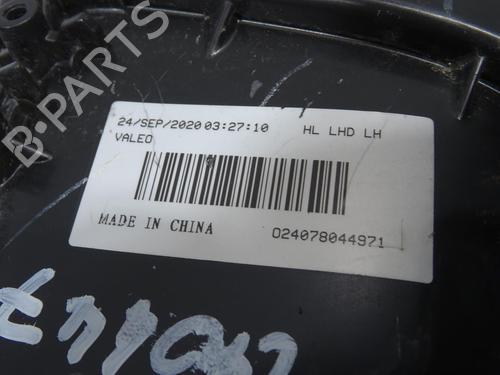 24/SEP/2020 03:27:10 HL LHD LH
VALEO
MADE IN CHINA 024078044971
B-PARTS